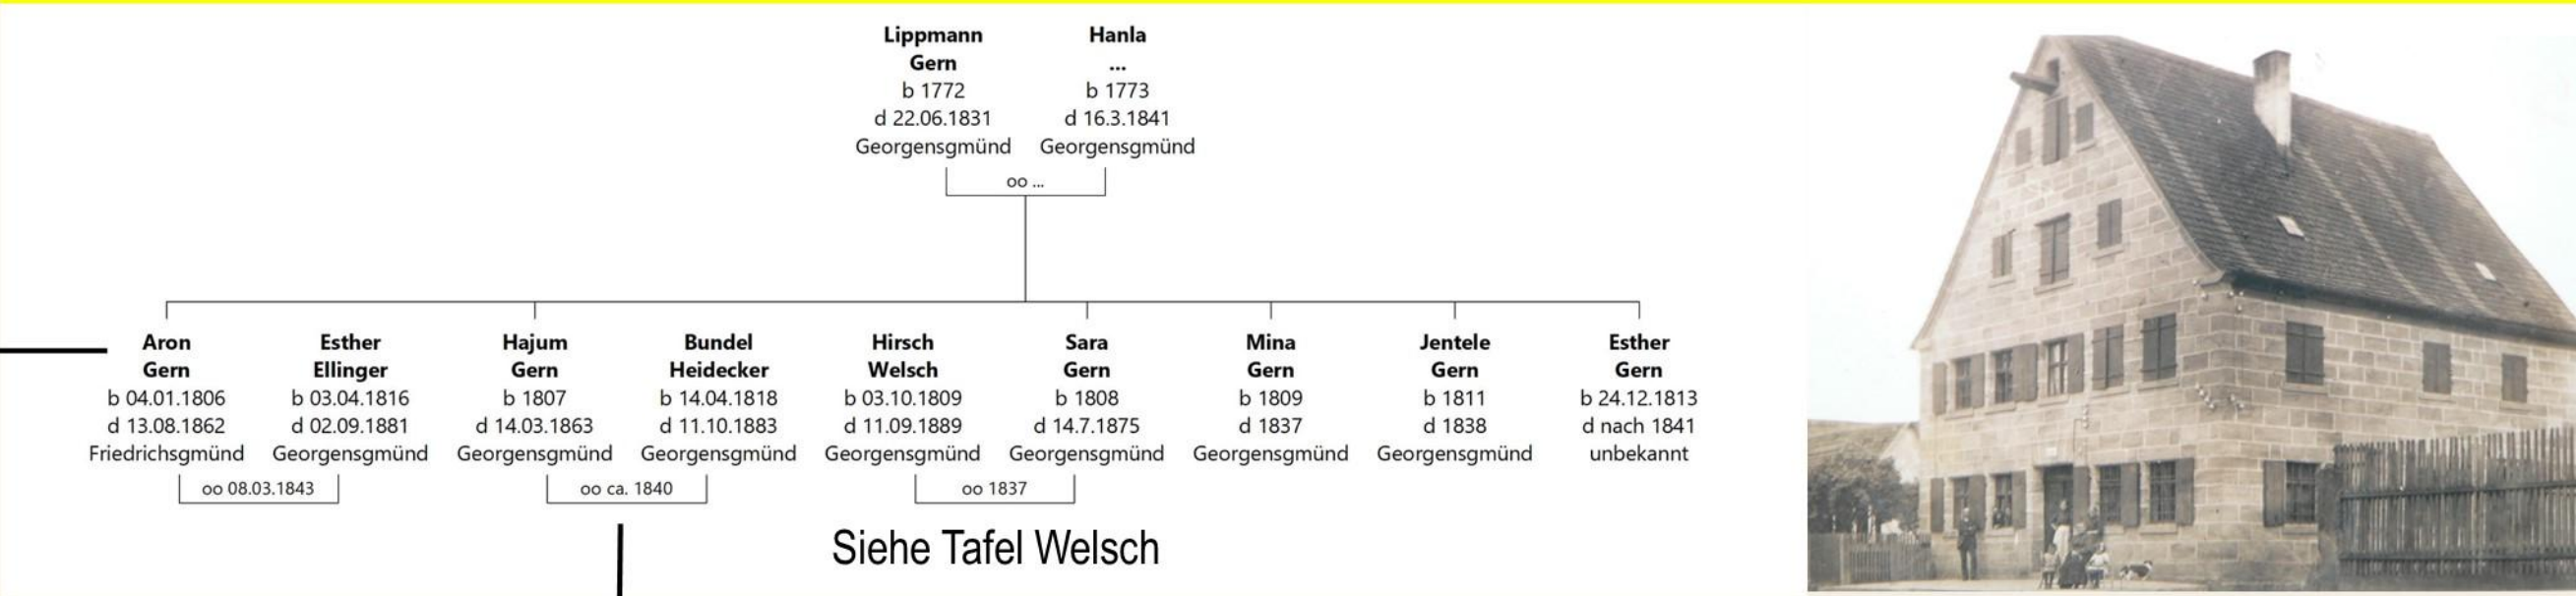 Lippmann
Gern
b 1772
d 22.06.1831
Georgensgmünd
Hanla
...
b 1773
d 16.3.1841
Georgensgmünd
oo ...
Aron
Gern
b 04.01.1806
d 13.08.1862
Friedrichsgmünd
Esther
Ellinger
b 03.04.1816
d 02.09.1881
Georgensgmünd
oo 08.03.1843
Hajum
Gern
b 1807
d 14.03.1863
Georgensgmünd
Bundel
Heidecker
b 14.04.1818
d 11.10.1883
Georgensgmünd
oo ca. 1840
Hirsch
Welsch
b 03.10.1809
d 11.09.1889
Georgensgmünd
Sara
Gern
b 1808
d 14.7.1875
Georgensgmünd
oo 1837
Mina
Gern
b 1809
d 1837
Georgensgmünd
Jentele
Gern
b 1811
d 1838
Georgensgmünd
Esther
Gern
b 24.12.1813
d nach 1841
unbekannt
Siehe Tafel Welsch